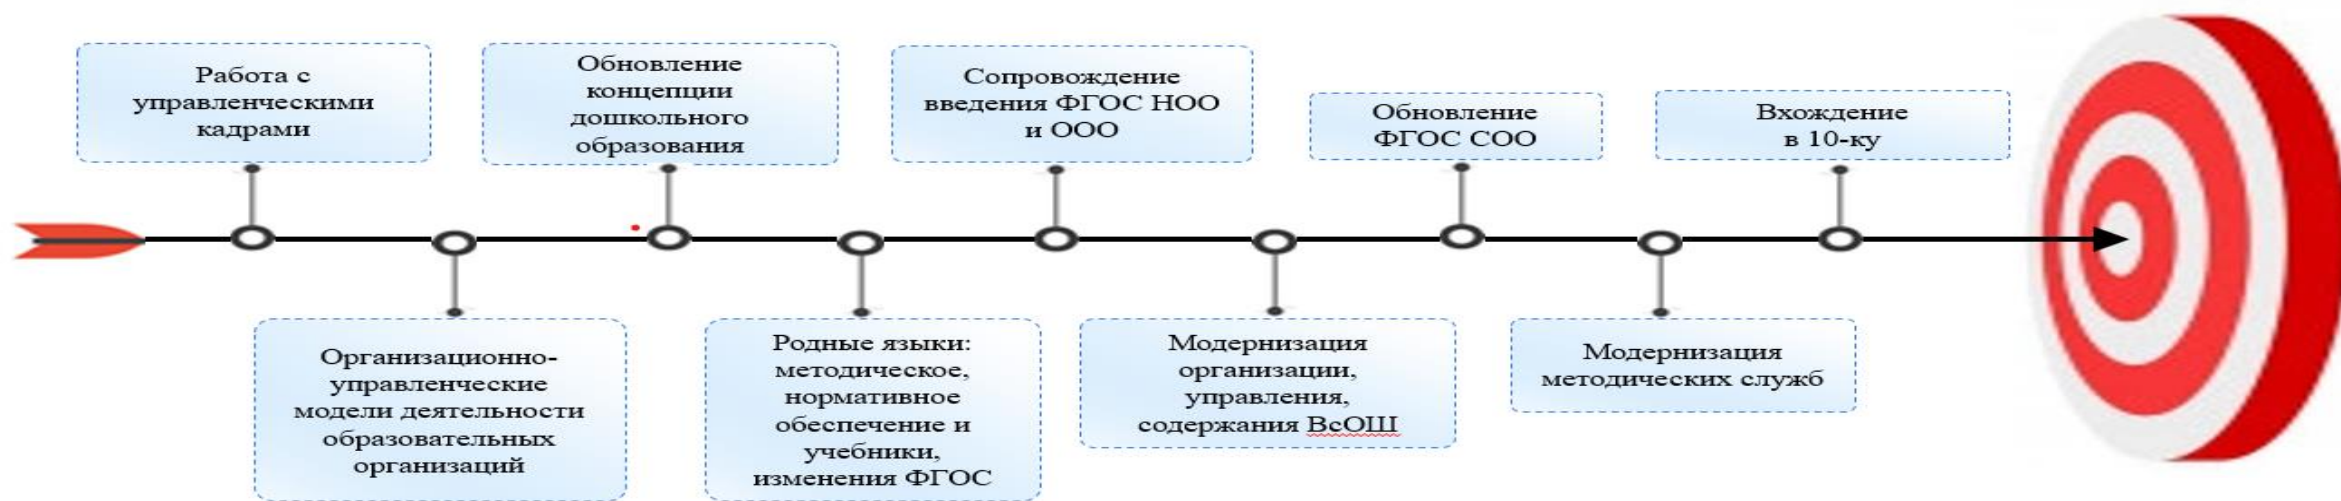 Работа с
управленческими
кадрами
Организационно-
управленческие
модели деятельности
образовательных
организаций
Обновление
концепции
дошкольного
образования
Родные языки:
методическое,
нормативное
обеспечение и
учебники,
изменения ФГОС
Сопровождение
введения ФГОС НОО
и ООО
Модернизация
организации,
управления,
содержания ВсОШ
Обновление
ФГОС СОО
Модернизация
методических служб
Вхождение
в 10-ку